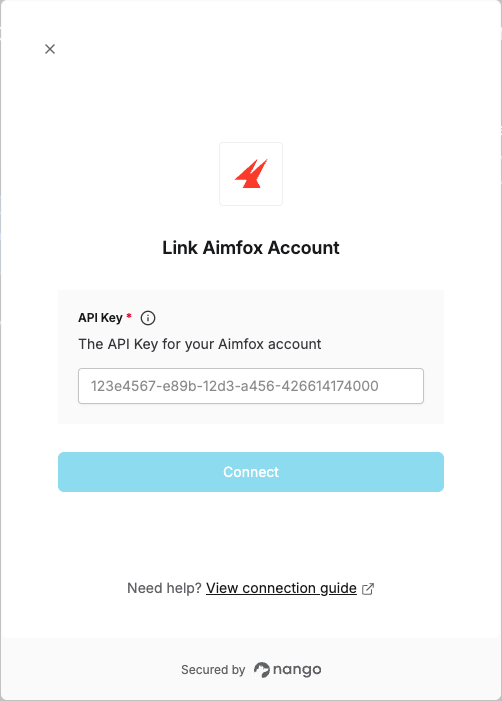 Link Aimfox Account
API Key *
The API Key for your Aimfox account
123e4567-e89b-12d3-a456-426614174000
Connect
Need help? View connection guide
Secured by nango